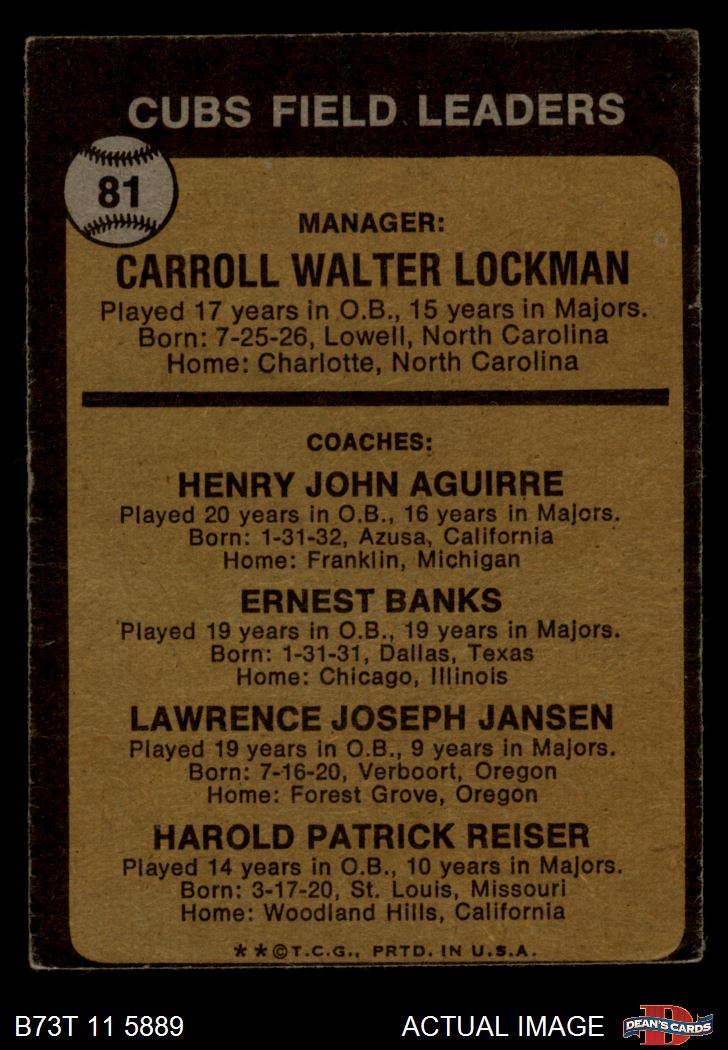 CUBS FIELD LEADERS
81
MANAGER:
CARROLL WALTER LOCKMAN
Played 17 years in O.B., 15 years in Majors.
Born: 7-25-26, Lowell, North Carolina
Home: Charlotte, North Carolina
COACHES:
HENRY JOHN AGUIRRE
Played 20 years in O.B., 16 years in Majors.
Born: 1-31-32, Azusa, California
Home: Franklin, Michigan
ERNEST BANKS
Played 19 years in O.B., 19 years in Majors.
Born: 1-31-31, Dallas, Texas
Home: Chicago, Illinois
LAWRENCE JOSEPH JANSEN
Played 19 years in O.B., 9 years in Majors.
Born: 7-16-20, Verboort, Oregon
Home: Forest Grove, Oregon
HAROLD PATRICK REISER
Played 14 years in O.B., 10 years in Majors.
Born: 3-17-20, St. Louis, Missouri
Home: Woodland Hills, California
**©T.C.G., PRTD. IN U.S.A.
B73T 11 5889 ACTUAL IMAGE D DEAN'S CARDS